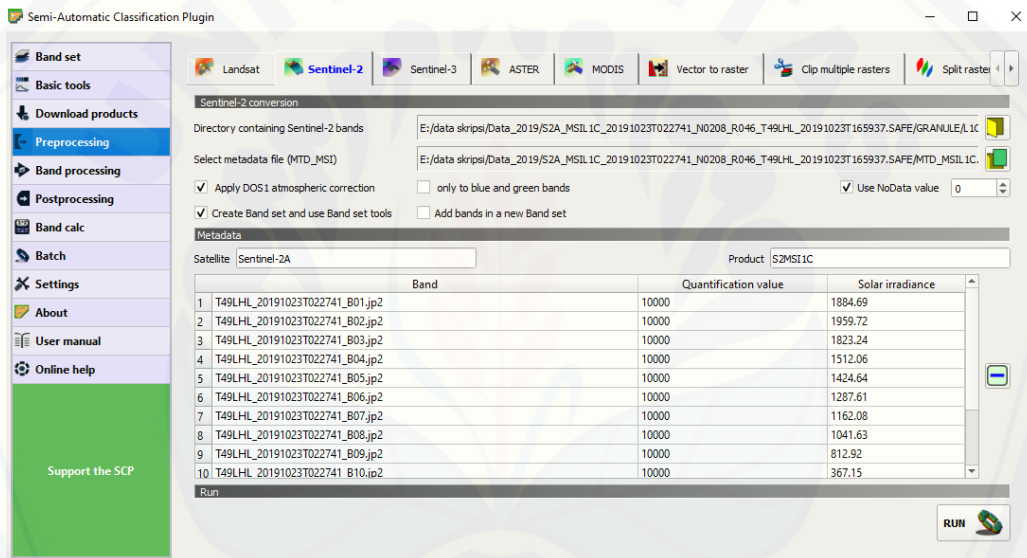 Semi-Automatic Classification Plugin
Band set
Basic tools
Download products
Preprocessing
Band processing
Postprocessing
Band calc
Batch
Settings
About
User manual
Online help
Support the SCP
Landsat Sentinel-2 Sentinel-3 ASTER MODIS Vector to raster Clip multiple rasters Split raster
Sentinel-2 conversion
Directory containing Sentinel-2 bands E:/data skripsi/Data_2019/S2A_MSIL1C_20191023T022741_N0208_R046_T49LHL_20191023T165937.SAFE/GRANULE/L1C
Select metadata file (MTD_MSI) E:/data skripsi/Data_2019/S2A_MSIL1C_20191023T022741_N0208_R046_T49LHL_20191023T165937.SAFE/MTD_MSIL1C.
Apply DOS1 atmospheric correction only to blue and green bands Use NoData value 0
Create Band set and use Band set tools Add bands in a new Band set
Metadata
Satellite Sentinel-2A Product S2MSI1C
Band Quantification value Solar irradiance
1 T49LHL_20191023T022741_B01.jp2 10000 1884.69
2 T49LHL_20191023T022741_B02.jp2 10000 1959.72
3 T49LHL_20191023T022741_B03.jp2 10000 1823.24
4 T49LHL_20191023T022741_B04.jp2 10000 1512.06
5 T49LHL_20191023T022741_B05.jp2 10000 1424.64
6 T49LHL_20191023T022741_B06.jp2 10000 1287.61
7 T49LHL_20191023T022741_B07.jp2 10000 1162.08
8 T49LHL_20191023T022741_B08.jp2 10000 1041.63
9 T49LHL_20191023T022741_B09.jp2 10000 812.92
10 T49LHL_20191023T022741_B10.jp2 10000 367.15
Run
RUN